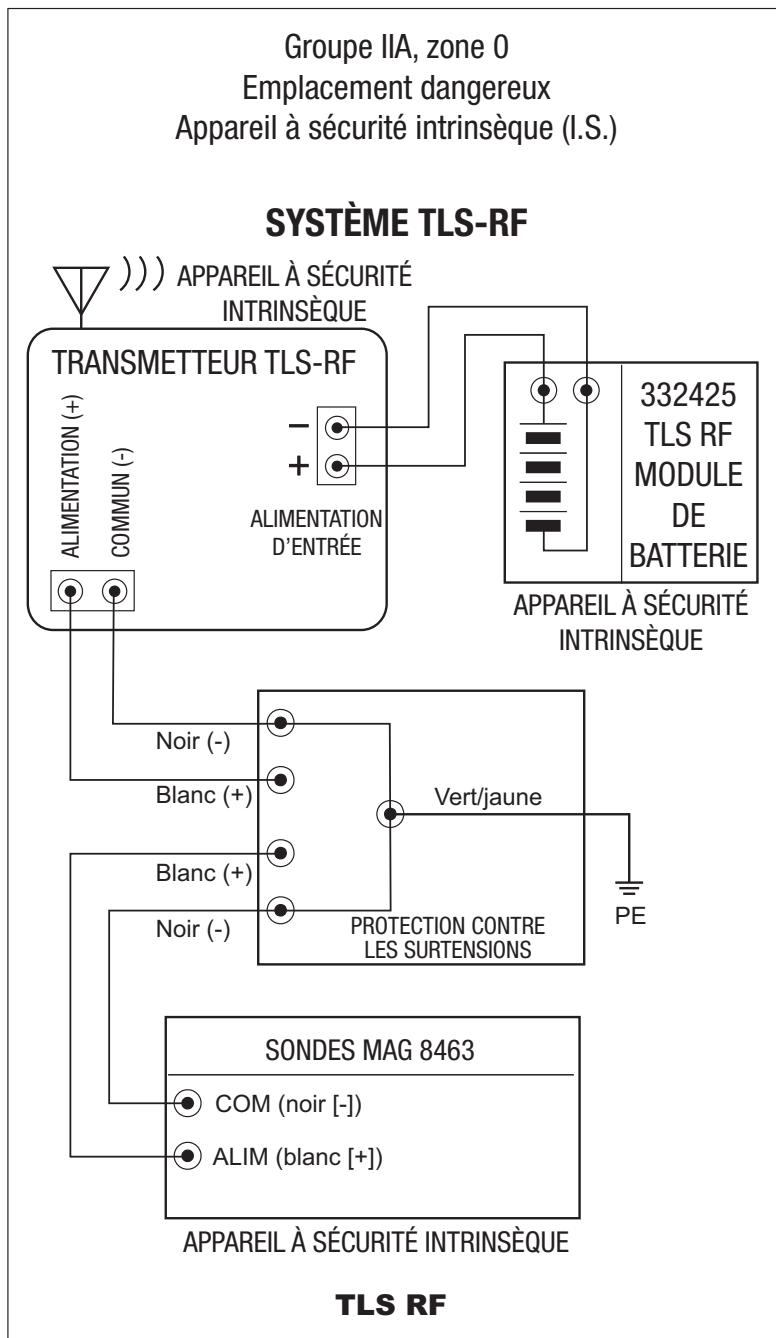 Groupe IIA, zone 0
Emplacement dangereux
Appareil à sécurité intrinsèque (I.S.)
SYSTÈME TLS-RF
APPAREIL À SÉCURITÉ
INTRINSÈQUE
TRANSMETTEUR TLS-RF
ALIMENTATION (+)
COMMUN (-)
–
+
ALIMENTATION
D'ENTRÉE
332425
TLS RF
MODULE
DE
BATTERIE
APPAREIL À SÉCURITÉ
INTRINSÈQUE
Noir (-)
Blanc (+)
Vert/jaune
Blanc (+)
Noir (-)
PE
PROTECTION CONTRE
LES SURTENSIONS
SONDES MAG 8463
COM (noir [-])
ALIM (blanc [+])
APPAREIL À SÉCURITÉ INTRINSÈQUE
TLS RF